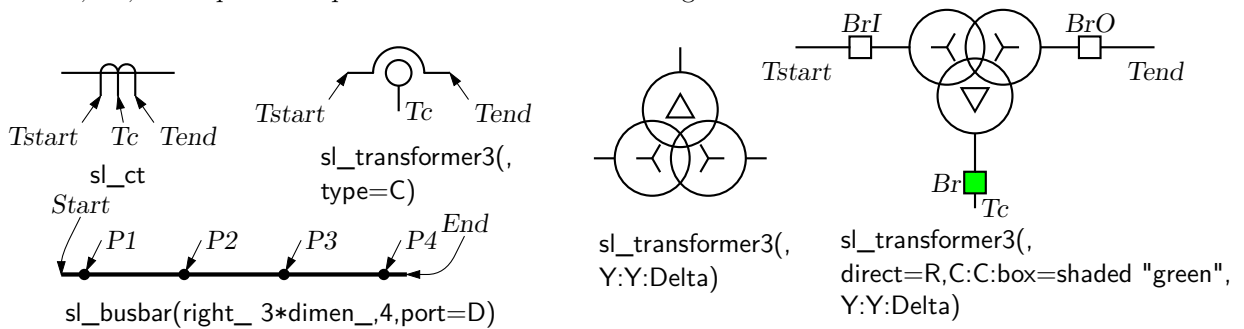 Tstart
Tc
Tend
sl_ct
Tstart
Tc
Tend
sl_transformer3(,
type=C)
Start
P1
P2
P3
P4
End
sl_busbar(right_ 3*dimen_,4,port=D)
sl_transformer3(,
Y:Y:Delta)
BrI
BrO
Tstart
Tend
Br
Tc
sl_transformer3(,
direct=R,C:C:box=shaded "green",
Y:Y:Delta)